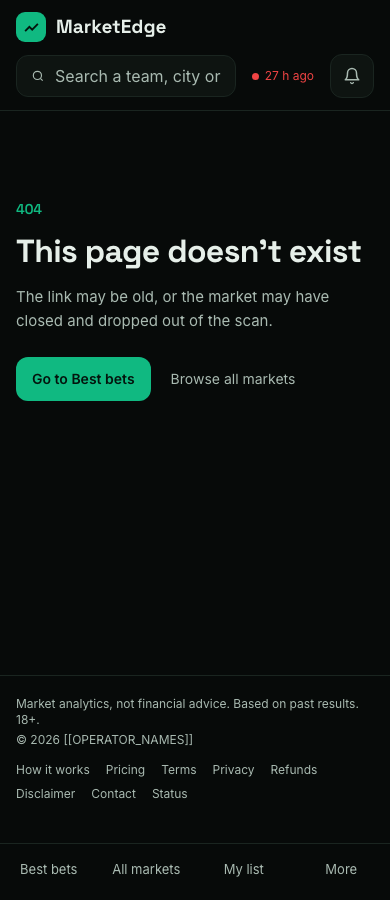 MarketEdge
Search a team, city or
27 h ago
404
This page doesn’t exist
The link may be old, or the market may have
closed and dropped out of the scan.
Go to Best bets
Browse all markets
Market analytics, not financial advice. Based on past results.
18+.
© 2026 [[OPERATOR_NAMES]]
How it works Pricing Terms Privacy Refunds
Disclaimer Contact Status
Best bets All markets My list More